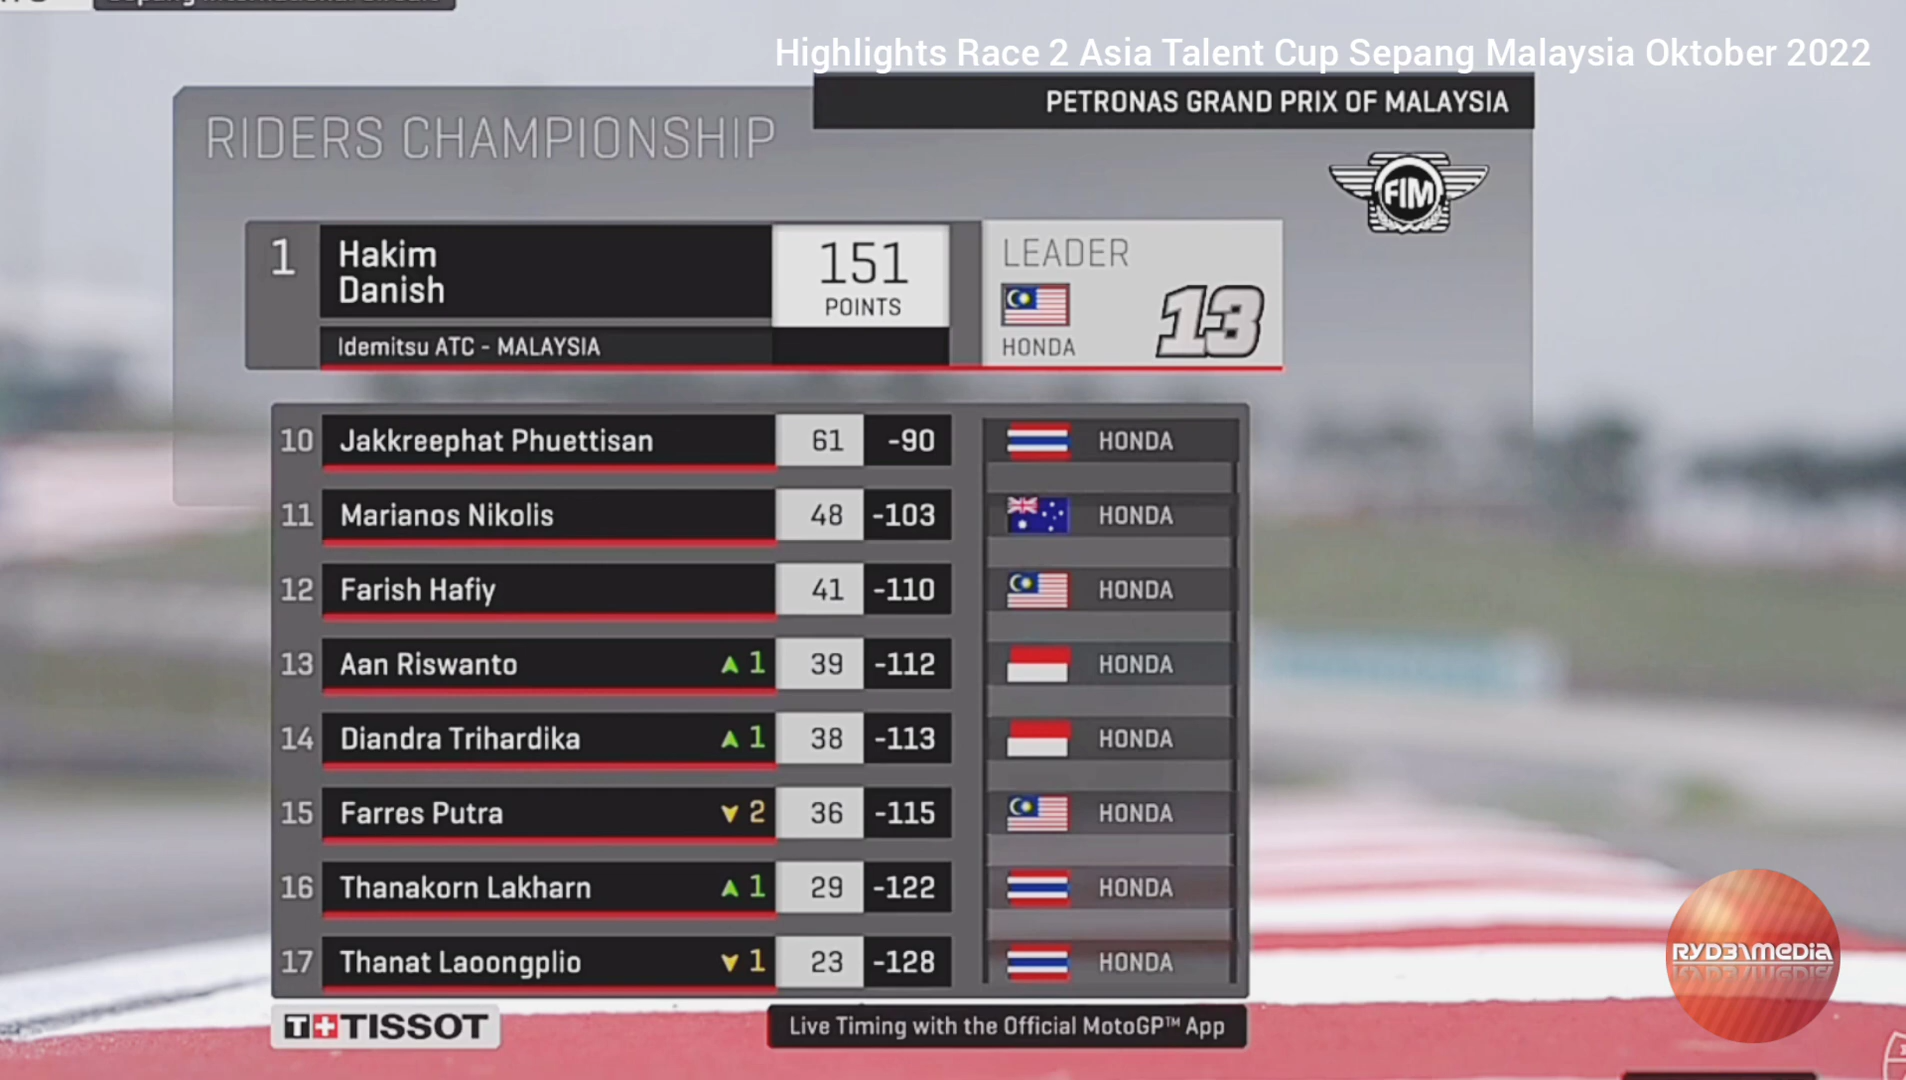 Highlights Race 2 Asia Talent Cup Sepang Malaysia Oktober 2022
PETRONAS GRAND PRIX OF MALAYSIA
RIDERS CHAMPIONSHIP
FIM
1 Hakim Danish 151 POINTS
LEADER
HONDA 13
Idemitsu ATC - MALAYSIA
10 Jakkreephat Phuettisan 61 -90 HONDA
11 Marianos Nikolis 48 -103 HONDA
12 Farish Hafiy 41 -110 HONDA
13 Aan Riswanto 1 39 -112 HONDA
14 Diandra Trihardika 1 38 -113 HONDA
15 Farres Putra 2 36 -115 HONDA
16 Thanakorn Lakharn 1 29 -122 HONDA
17 Thanat Laoongplio 1 23 -128 HONDA
T+TISSOT
Live Timing with the Official MotoGP™ App
RYD31MEDIA